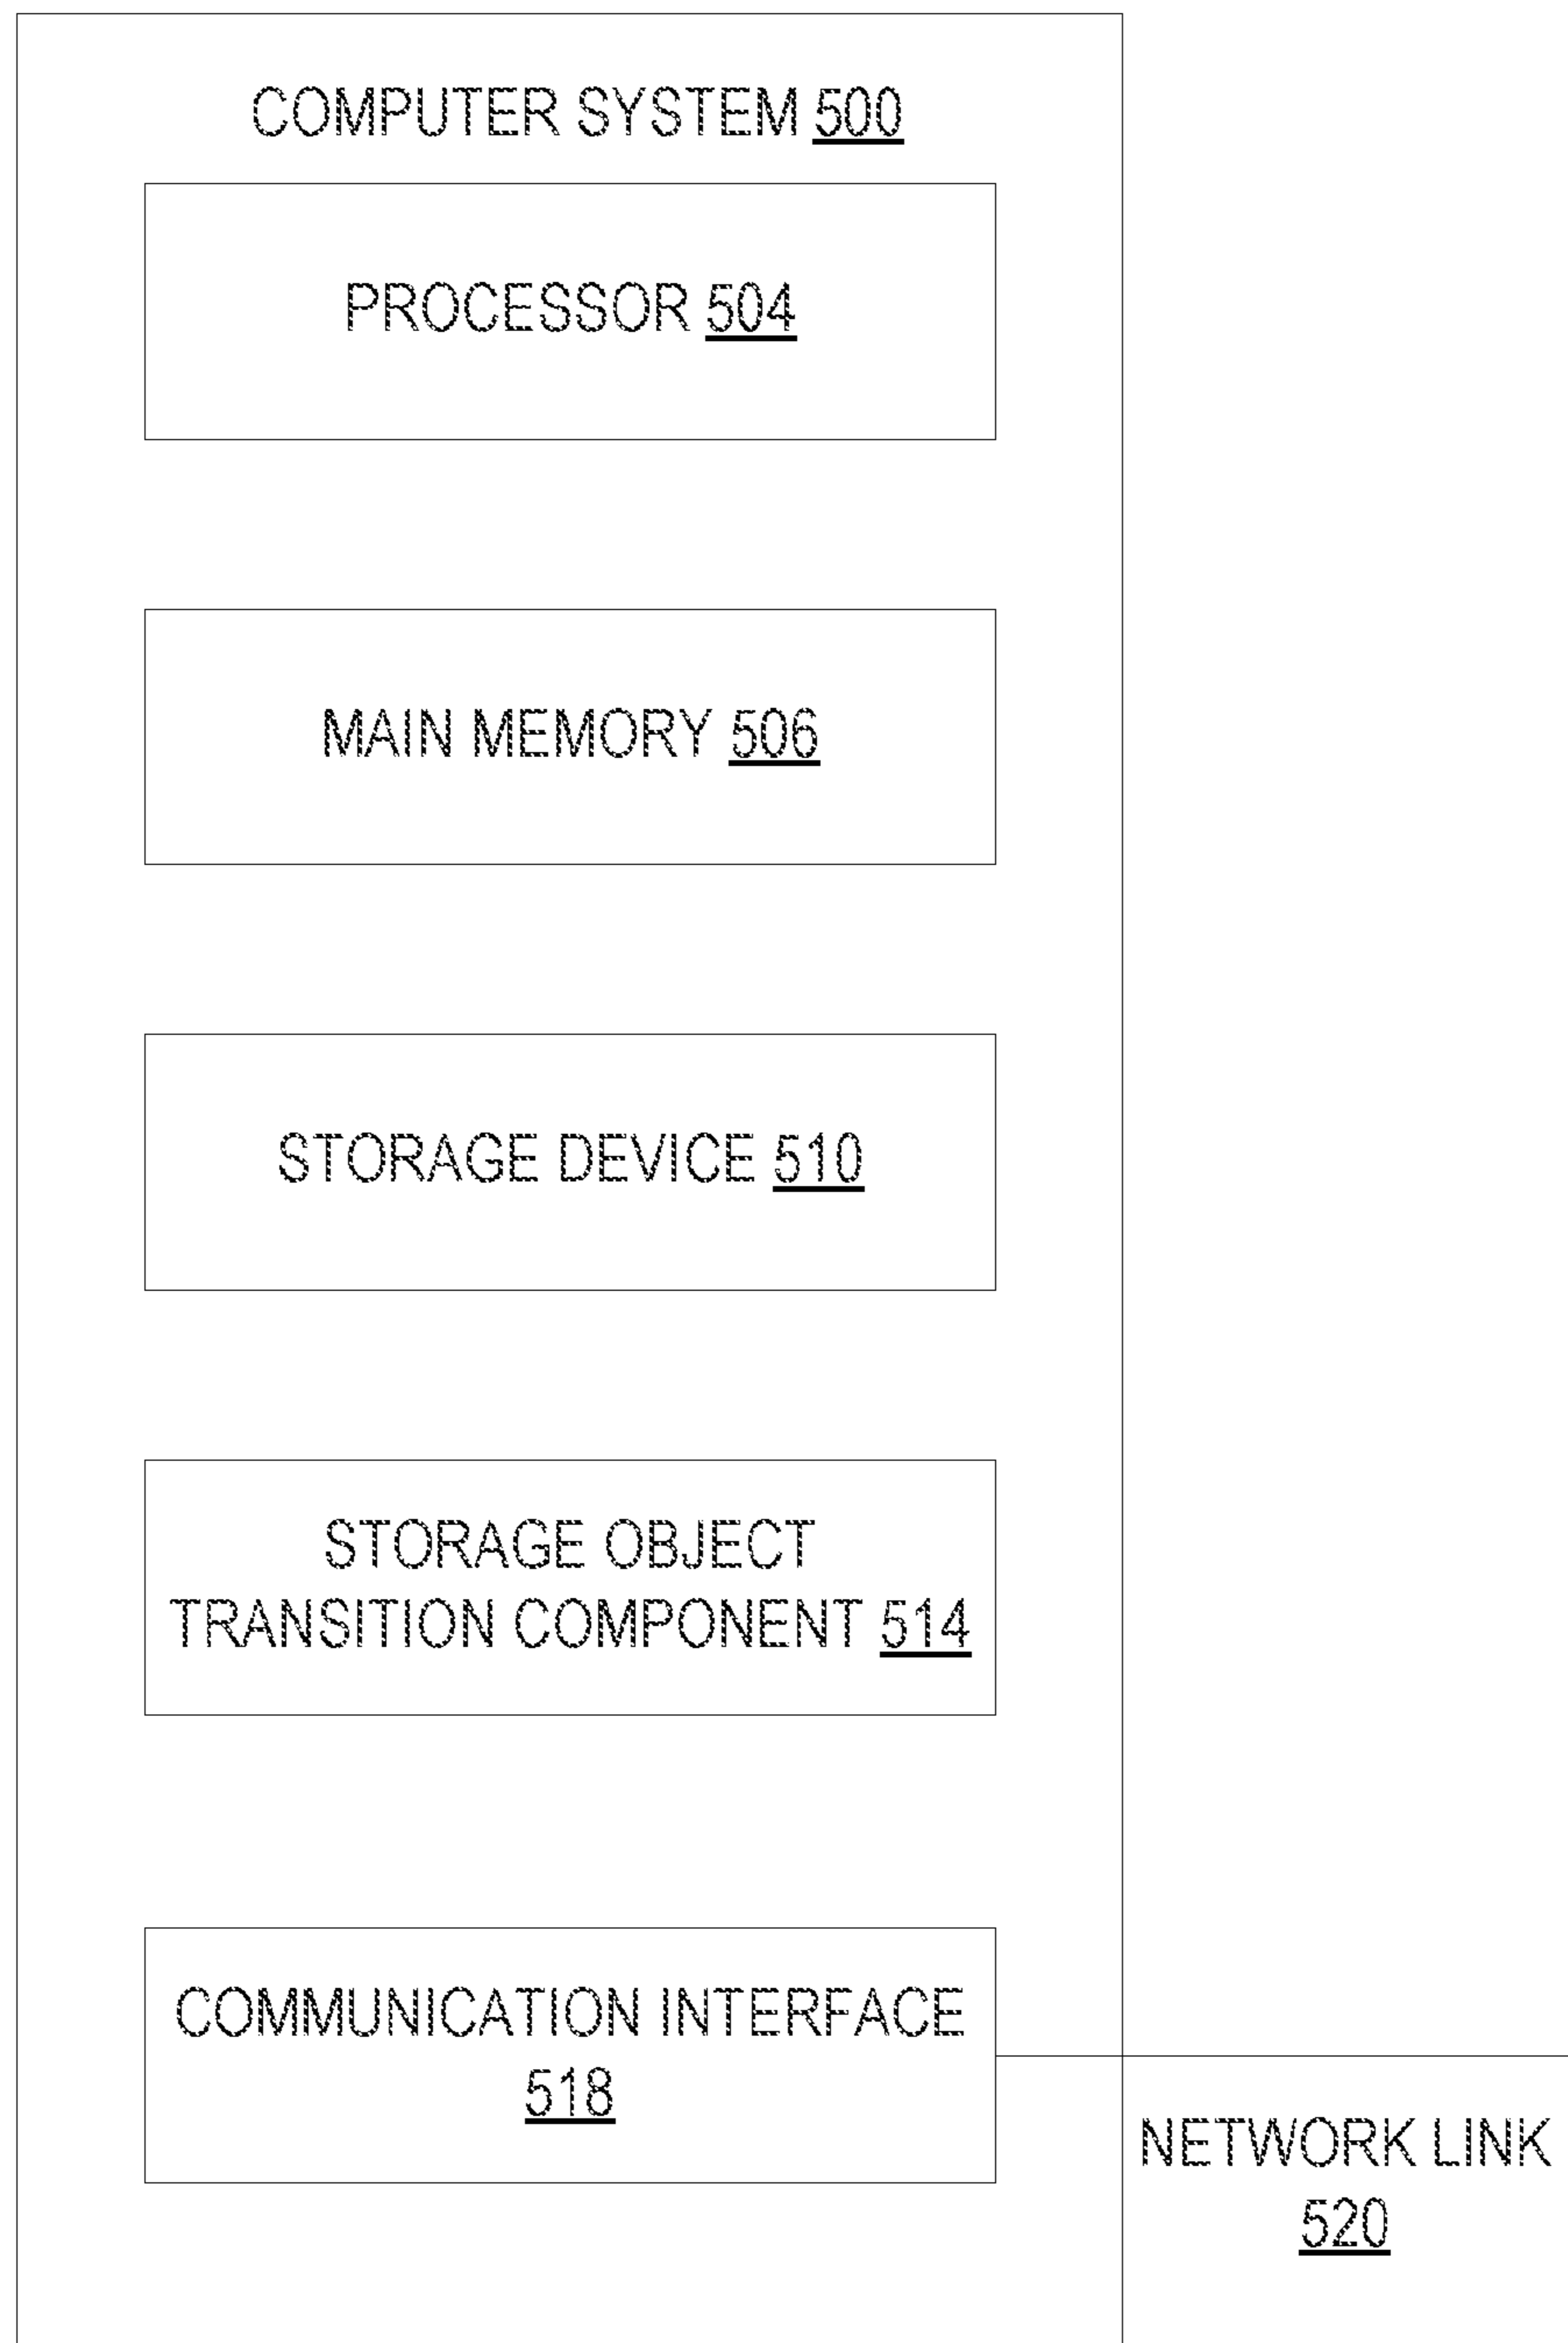 COMPUTER SYSTEM 500
PROCESSOR 504
MAIN MEMORY 506
STORAGE DEVICE 510
STORAGE OBJECT
TRANSITION COMPONENT 514
COMMUNICATION INTERFACE
518
NETWORK LINK
520